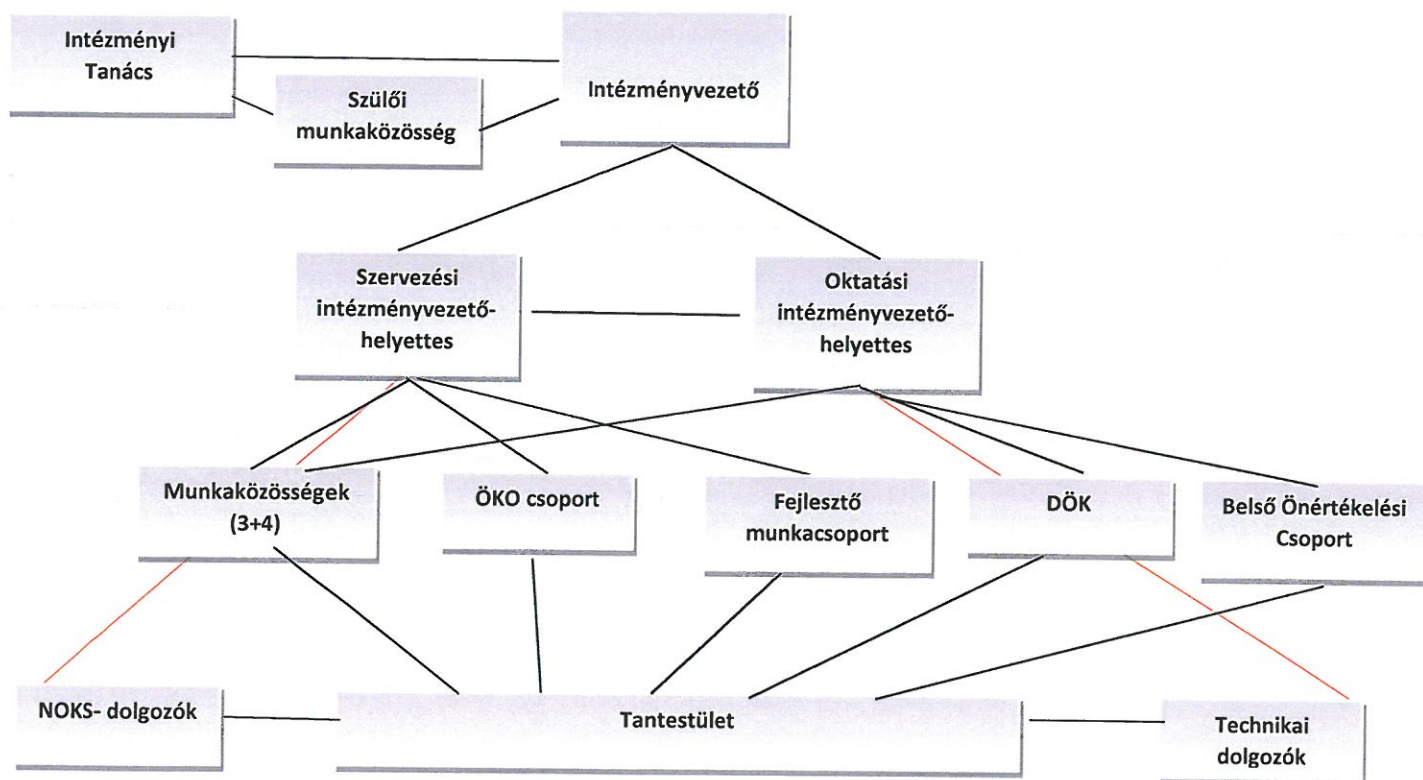 Intézményi
Tanács
Szülői
munkaközösség
Intézményvezető
Szervezési
intézményvezető-
helyettes
Oktatási
intézményvezető-
helyettes
Munkaközösségek
(3+4)
ÖKO csoport
Fejlesztő
munkacsoport
DÖK
Belső Önértékelési
Csoport
NOKS- dolgozók
Tantestület
Technikai
dolgozók